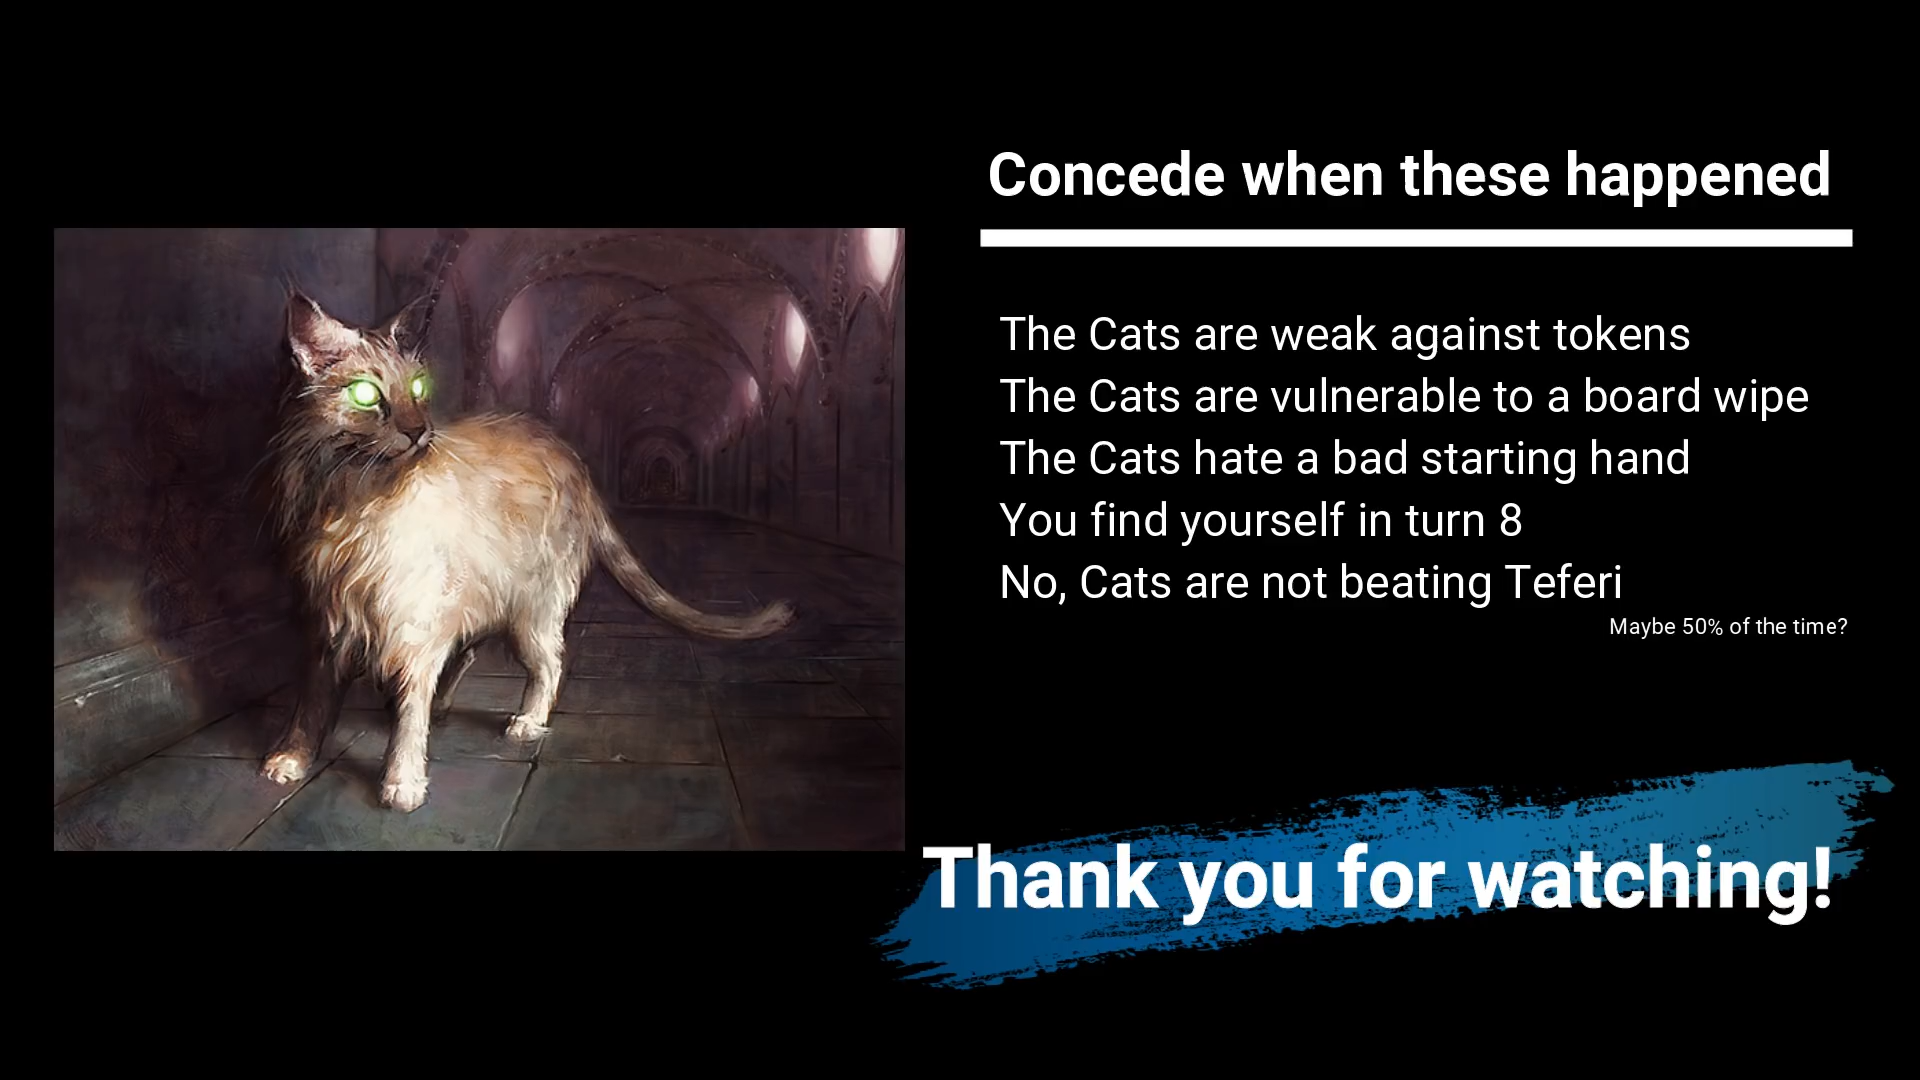 Concede when these happened
The Cats are weak against tokens
The Cats are vulnerable to a board wipe
The Cats hate a bad starting hand
You find yourself in turn 8
No, Cats are not beating Teferi
Maybe 50% of the time?
Thank you for watching!